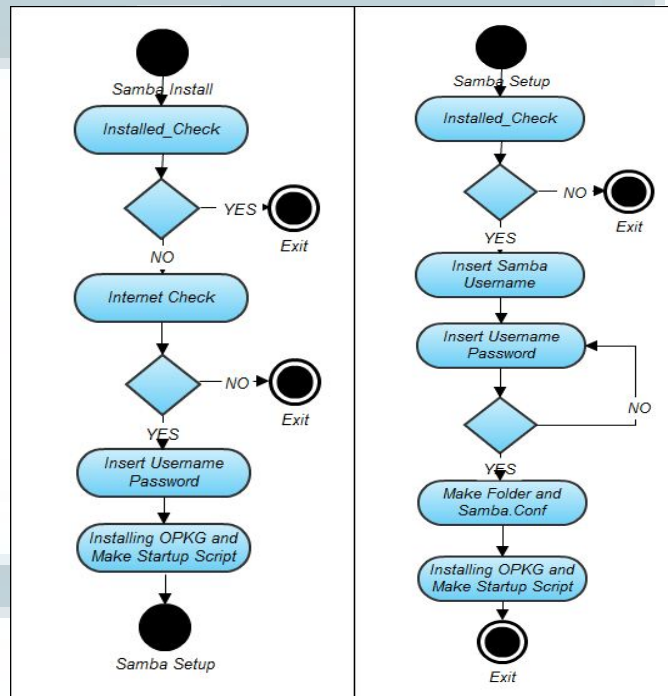 Samba Install
Installed_Check
YES
Exit
NO
Internet Check
NO
Exit
YES
Insert Username
Password
Installing OPKG and
Make Startup Script
Samba Setup
Samba Setup
Installed_Check
NO
Exit
YES
Insert Samba
Username
Insert Username
Password
NO
YES
Make Folder and
Samba.Conf
Installing OPKG and
Make Startup Script
Exit